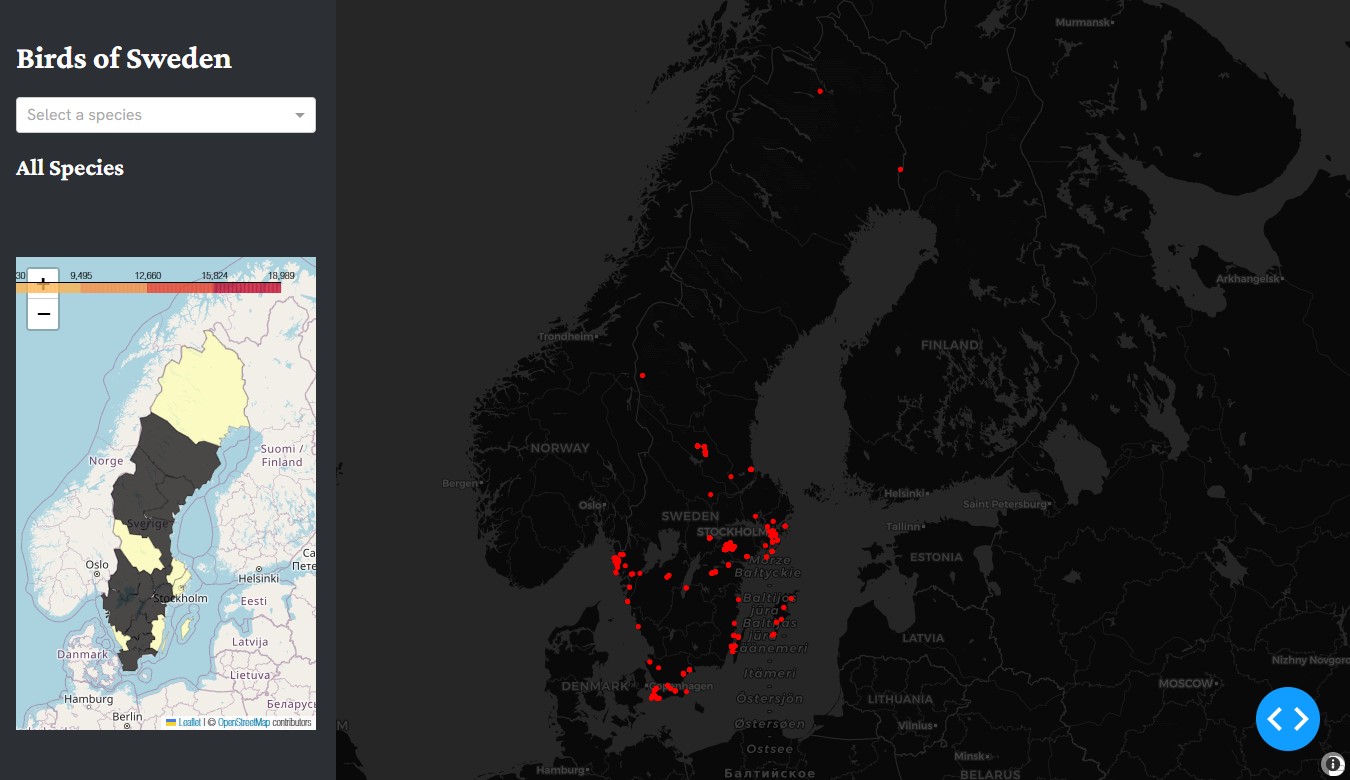 Birds of Sweden
Select a species
All Species
30
9,495
12,660
15,824
18,989
+
−
Norge
Suomi /
Finland
Sverige
Oslo
Helsinki
Stockholm
Eesti
Latvija
Danmark
Lietuva
Hamburg
Berlin
Leaflet | © OpenStreetMap contributors
Murmansk
Arkhangelsk
Trondheim
FINLAND
NORWAY
Bergen
Oslo
Helsinki
Saint Petersburg
SWEDEN
STOCKHOLM
Tallinn
ESTONIA
Morze
Bałtyckie
-
Baltijos
jūra -
Baltijas
jūra -
Läänemeri
-
Itämeri
-
Östersjön
-
Østersøen
-
Ostsee
Балтийское
LATVIA
DENMARK
Copenhagen
LITHUANIA
Vilnius
MOSCOW
Nizhny Novgoro
Minsk
BELARUS
Hamburg